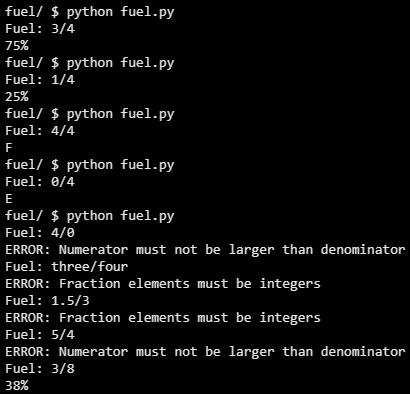 fuel/ $ python fuel.py
Fuel: 3/4
75%
fuel/ $ python fuel.py
Fuel: 1/4
25%
fuel/ $ python fuel.py
Fuel: 4/4
F
fuel/ $ python fuel.py
Fuel: 0/4
E
fuel/ $ python fuel.py
Fuel: 4/0
ERROR: Numerator must not be larger than denominator
Fuel: three/four
ERROR: Fraction elements must be integers
Fuel: 1.5/3
ERROR: Fraction elements must be integers
Fuel: 5/4
ERROR: Numerator must not be larger than denominator
Fuel: 3/8
38%